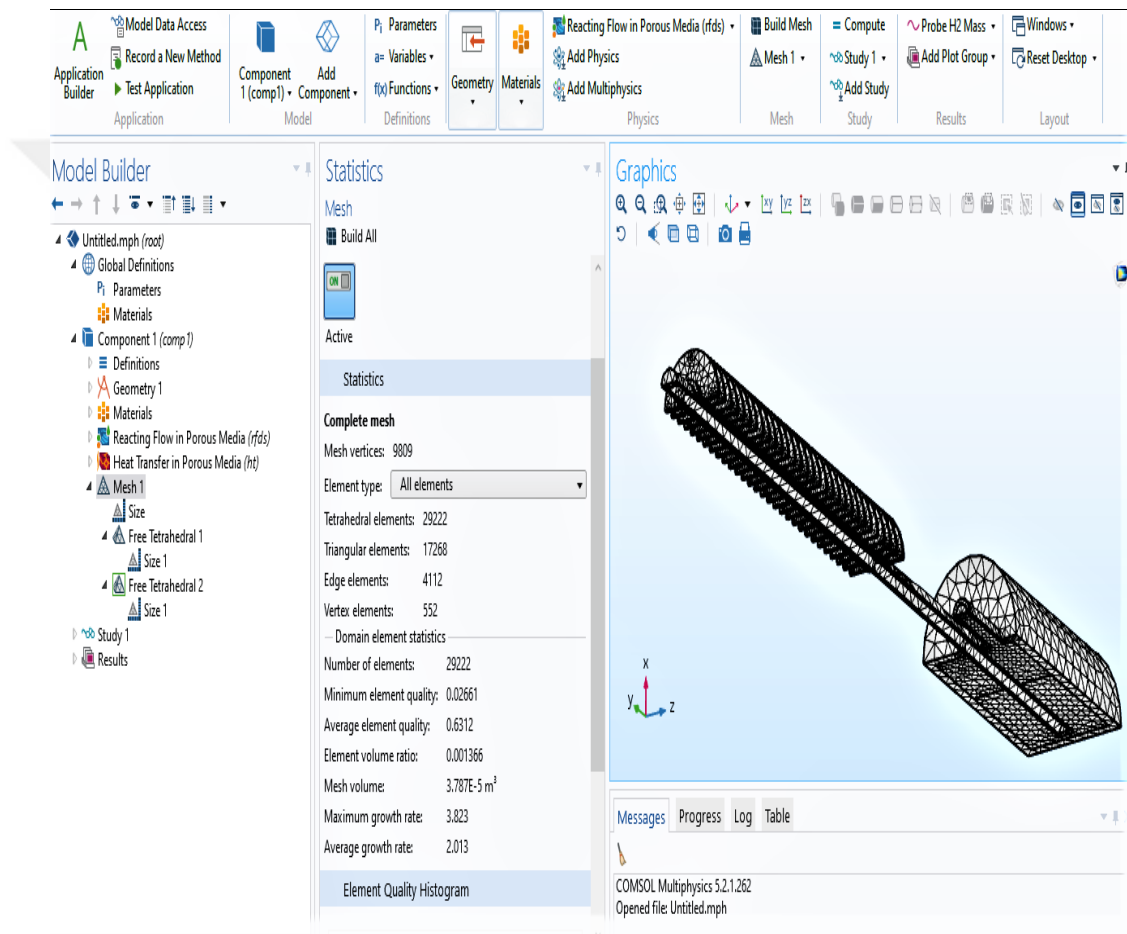 Application Builder
Model Data Access
Record a New Method
Test Application
Application
Component 1 (comp1)
Add Component
Model
Pi Parameters
a= Variables
f(x) Functions
Definitions
Geometry
Materials
Reacting Flow in Porous Media (rfds)
Add Physics
Add Multiphysics
Physics
Build Mesh
Mesh 1
Mesh
= Compute
Study 1
Add Study
Study
Probe H2 Mass
Add Plot Group
Results
Windows
Reset Desktop
Layout
Model Builder
Untitled.mph (root)
Global Definitions
Pi Parameters
Materials
Component 1 (comp1)
Definitions
Geometry 1
Materials
Reacting Flow in Porous Media (rfds)
Heat Transfer in Porous Media (ht)
Mesh 1
Size
Free Tetrahedral 1
Size 1
Free Tetrahedral 2
Size 1
Study 1
Results
Statistics
Mesh
Build All
ON
Active
Statistics
Complete mesh
Mesh vertices: 9809
Element type: All elements
Tetrahedral elements: 29222
Triangular elements: 17268
Edge elements: 4112
Vertex elements: 552
Domain element statistics
Number of elements: 29222
Minimum element quality: 0.02661
Average element quality: 0.6312
Element volume ratio: 0.001366
Mesh volume: 3.787E-5 m³
Maximum growth rate: 3.823
Average growth rate: 2.013
Element Quality Histogram
Graphics
xy yz zx
x
y z
Messages Progress Log Table
COMSOL Multiphysics 5.2.1.262
Opened file: Untitled.mph